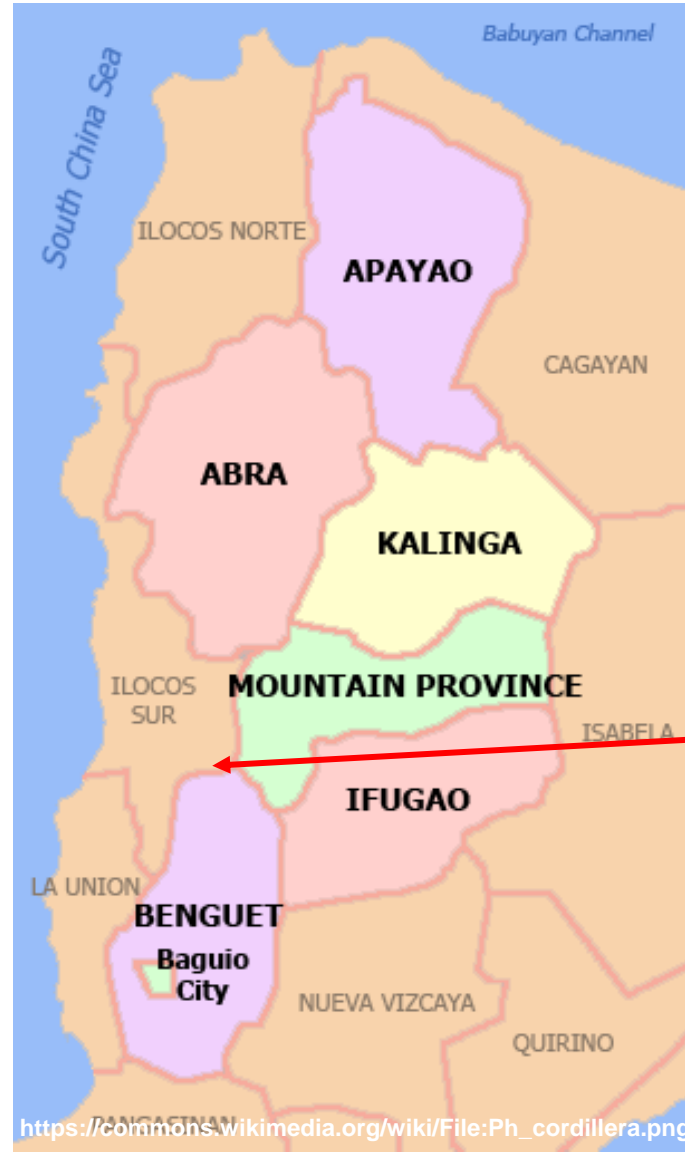 Babuyan Channel
South China Sea
ILOCOS NORTE
APAYAO
CAGAYAN
ABRA
KALINGA
ILOCOS
SUR
MOUNTAIN PROVINCE
ISABELA
IFUGAO
LA UNION
BENGUET
Baguio
City
NUEVA VIZCAYA
QUIRINO
PANGASINAN
https://commons.wikimedia.org/wiki/File:Ph_cordillera.png